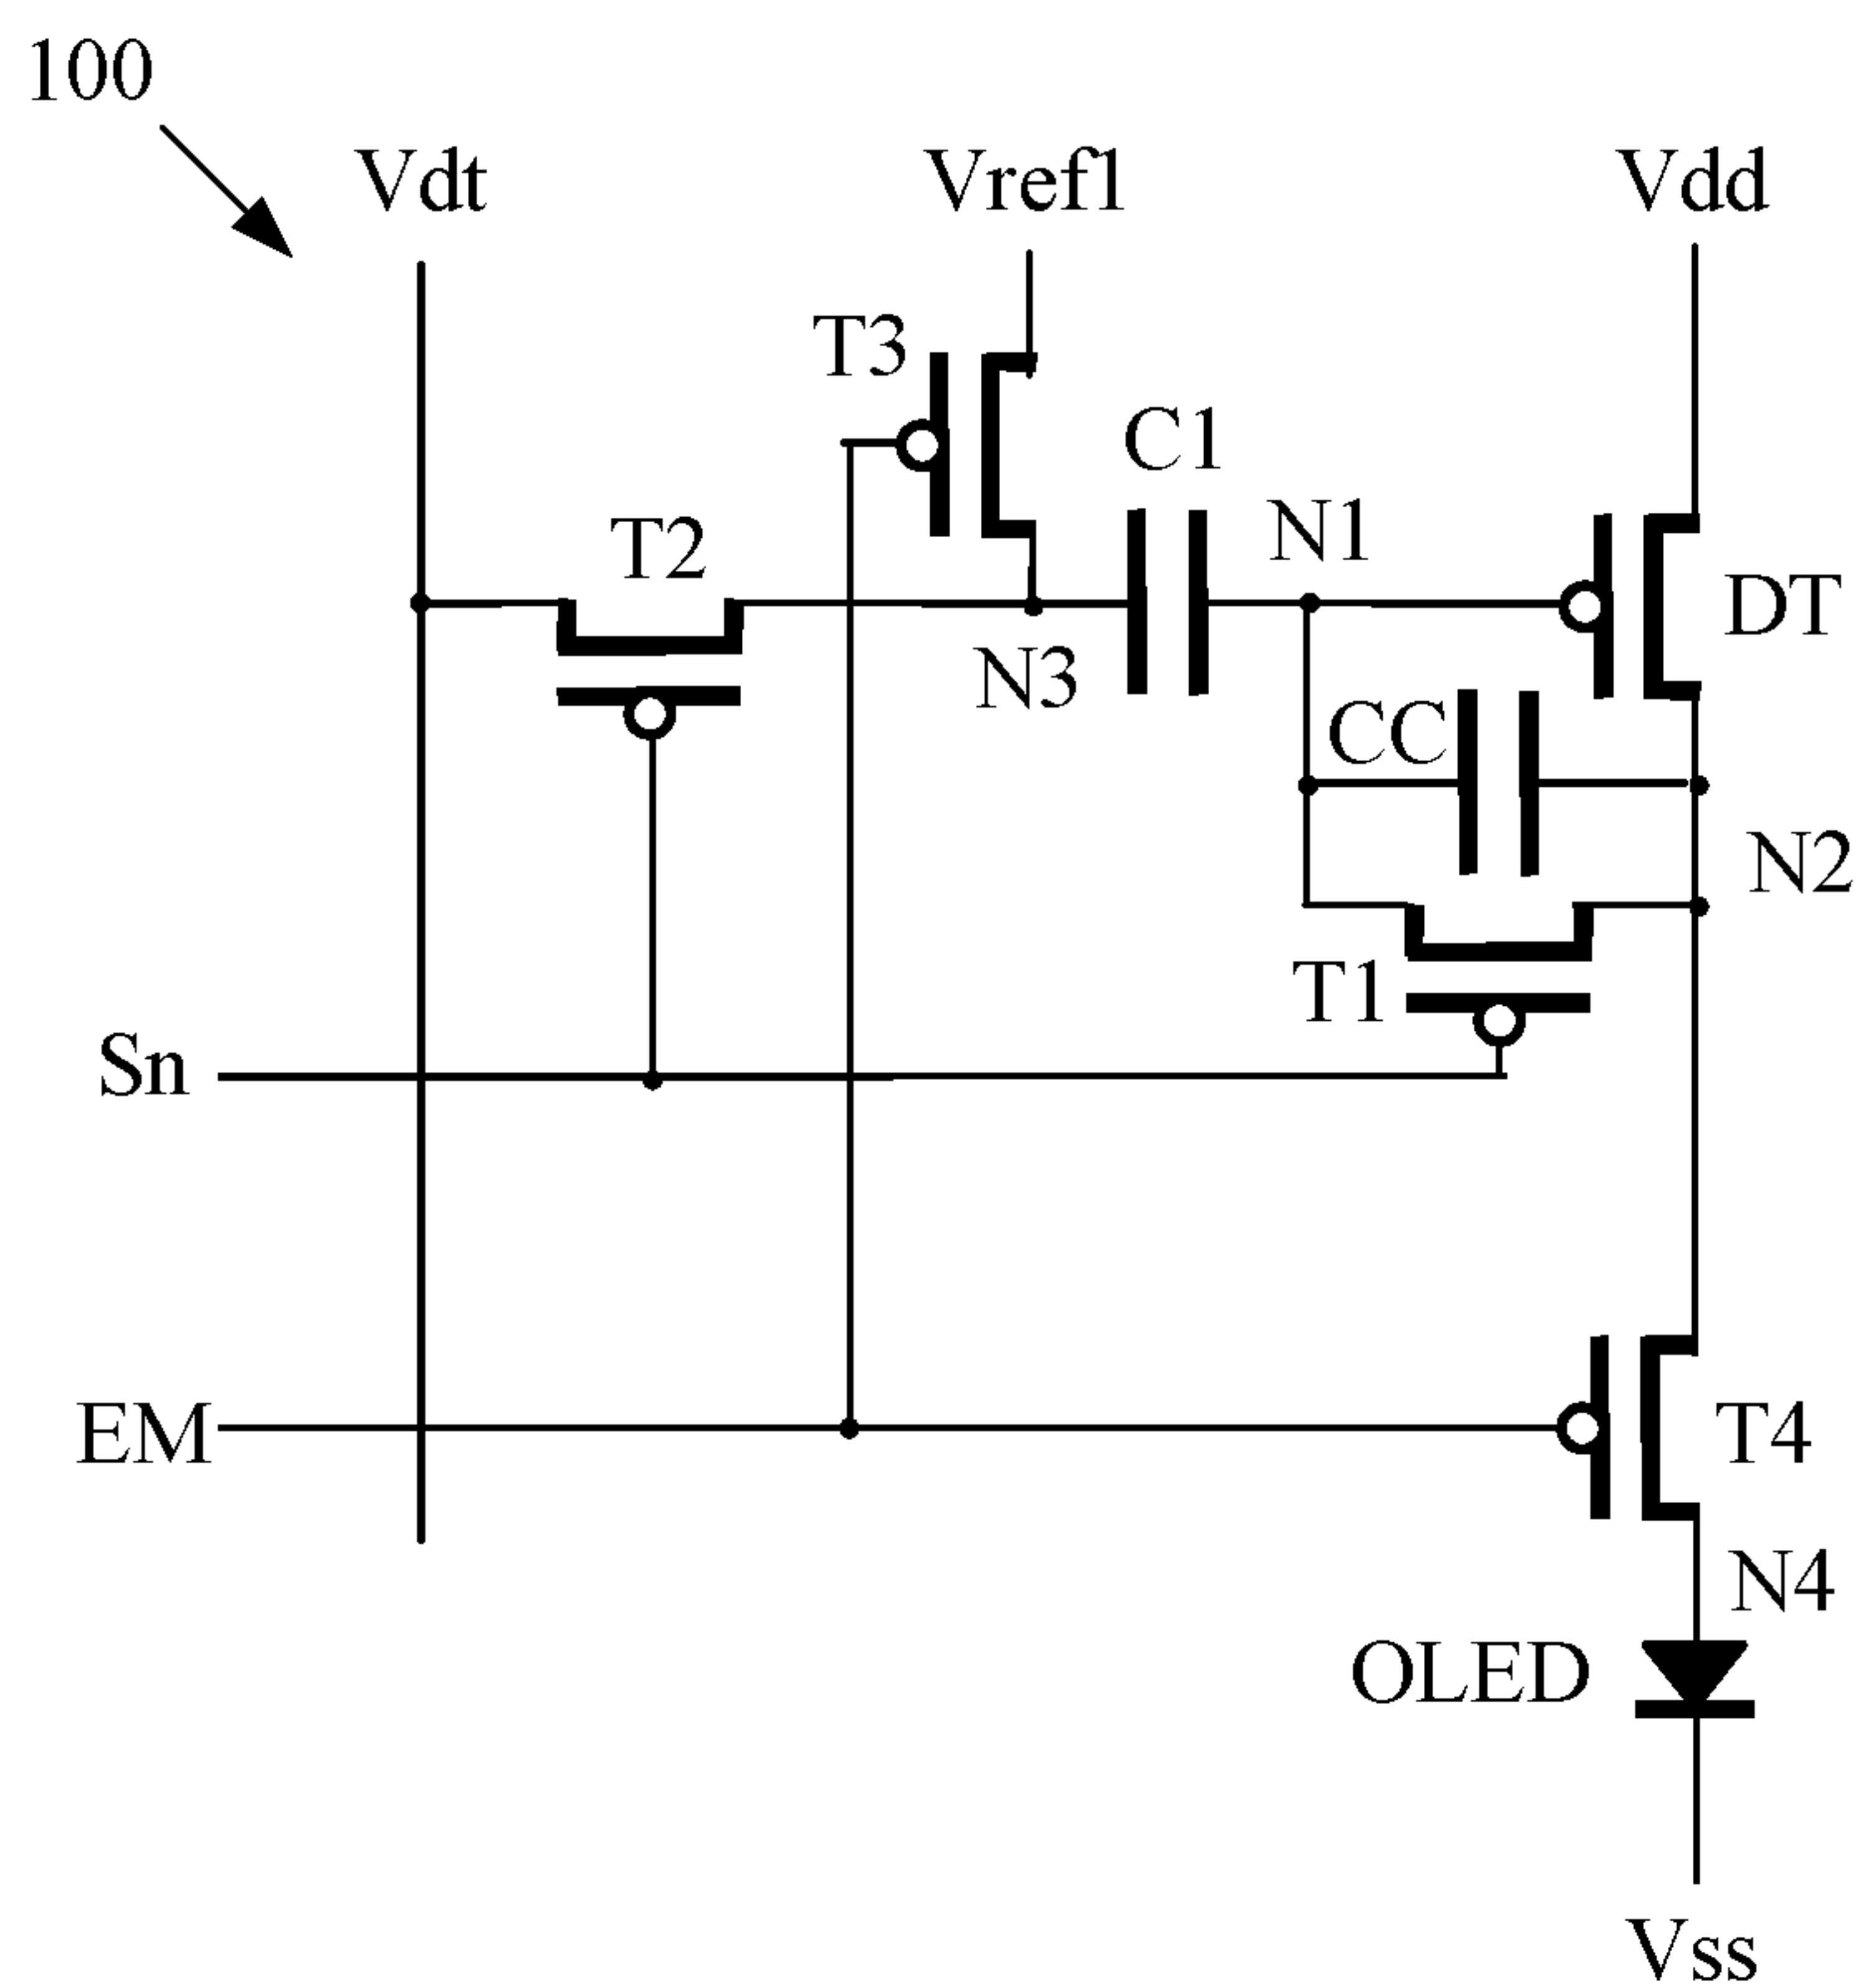 100
Vdt
Vref1
Vdd
T3
C1
N1
T2
DT
N3
CC
N2
T1
Sn
EM
T4
N4
OLED
Vss